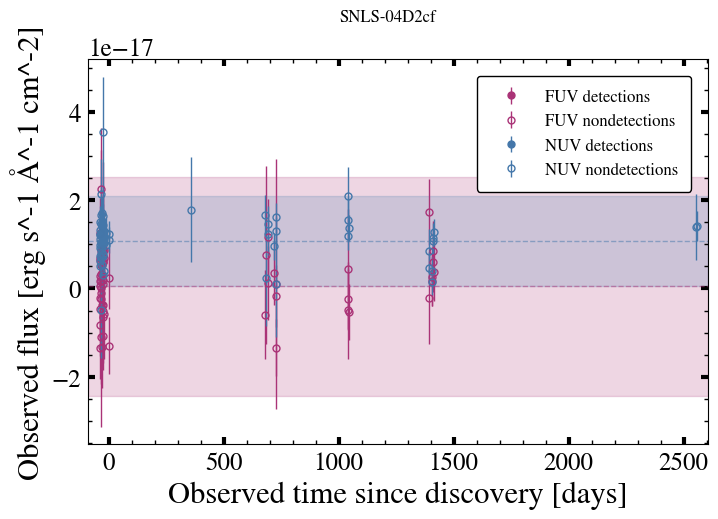 SNLS-04D2cf
1e−17
Observed flux [erg s^-1 Å^-1 cm^-2]
4
2
0
−2
FUV detections
FUV nondetections
NUV detections
NUV nondetections
0 500 1000 1500 2000 2500
Observed time since discovery [days]